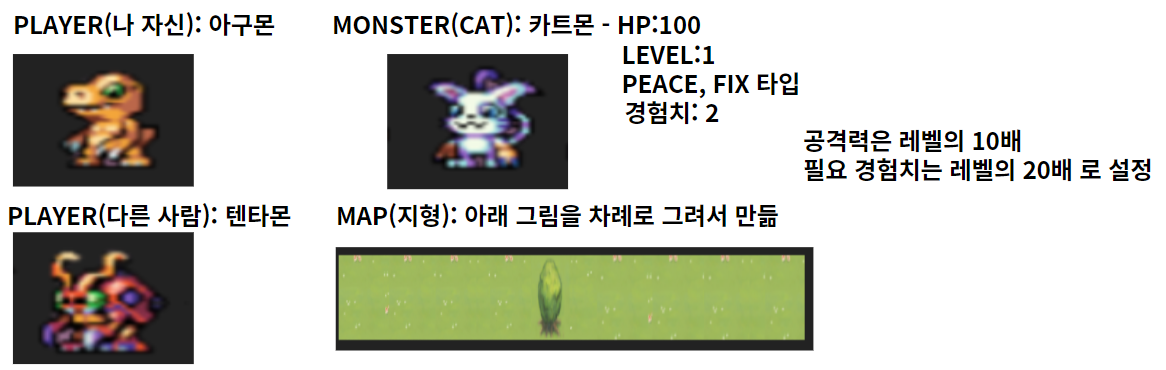 PLAYER(나 자신): 아구몬
MONSTER(CAT): 카트몬 - HP:100
LEVEL:1
PEACE, FIX 타입
경험치: 2
공격력은 레벨의 10배
필요 경험치는 레벨의 20배 로 설정
PLAYER(다른 사람): 텐타몬
MAP(지형): 아래 그림을 차례로 그려서 만듦